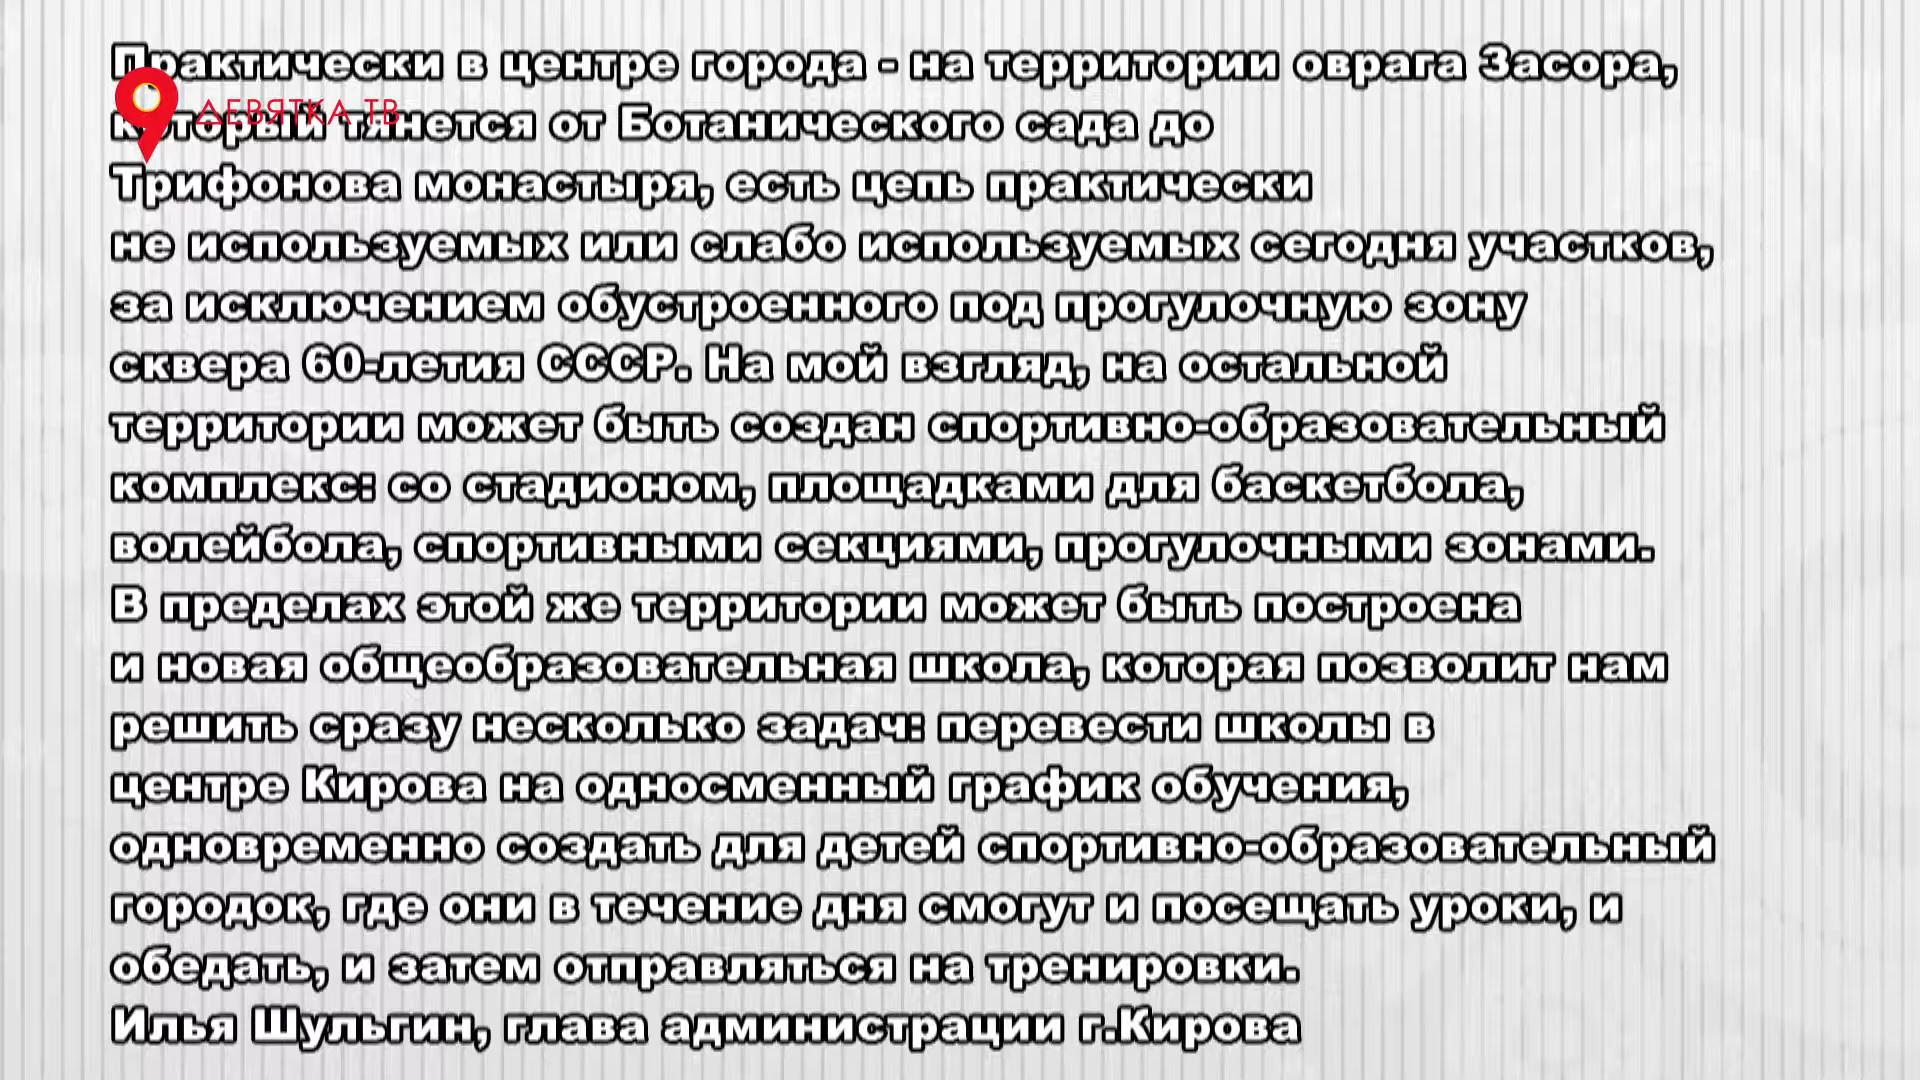 Практически в центре города - на территории оврага Засора,
ДЕВЯТКА ТВ
который тянется от Ботанического сада до
Трифонова монастыря, есть цепь практически
не используемых или слабо используемых сегодня участков,
за исключением обустроенного под прогулочную зону
сквера 60-летия СССР. На мой взгляд, на остальной
территории может быть создан спортивно-образовательный
комплекс: со стадионом, площадками для баскетбола,
волейбола, спортивными секциями, прогулочными зонами.
В пределах этой же территории может быть построена
и новая общеобразовательная школа, которая позволит нам
решить сразу несколько задач: перевести школы в
центре Кирова на односменный график обучения,
одновременно создать для детей спортивно-образовательный
городок, где они в течение дня смогут и посещать уроки, и
обедать, и затем отправляться на тренировки.
Илья Шульгин, глава администрации г.Кирова